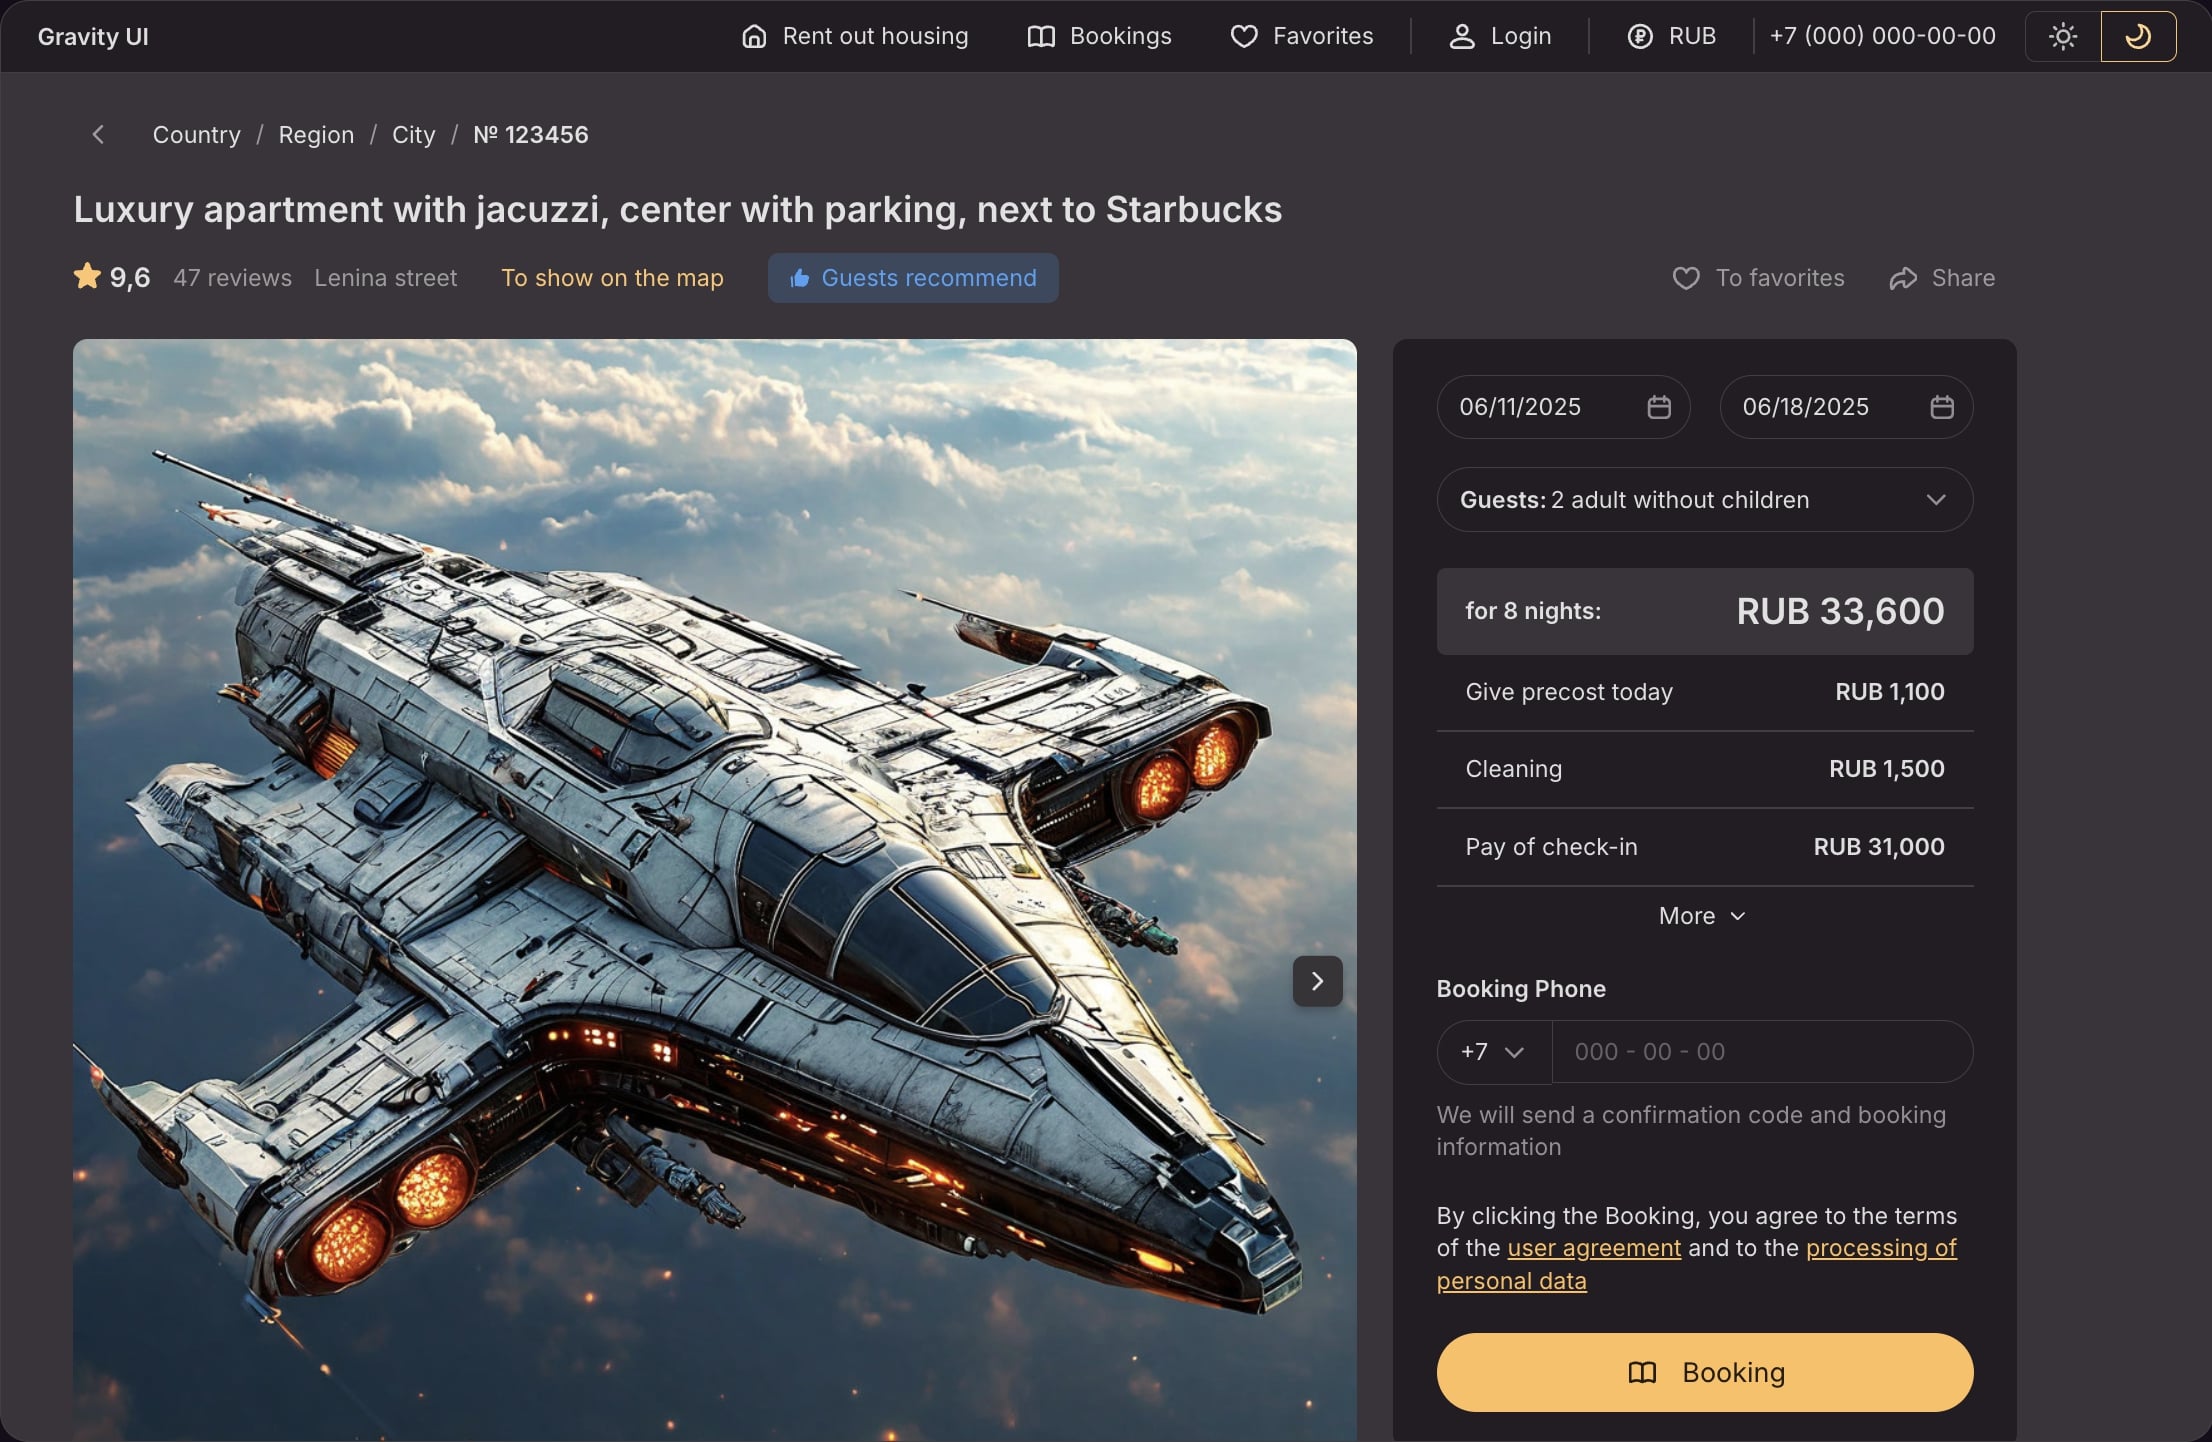 Gravity UI
Rent out housing
Bookings
Favorites
Login
RUB
+7 (000) 000-00-00
Country / Region / City / № 123456
Luxury apartment with jacuzzi, center with parking, next to Starbucks
9,6 47 reviews Lenina street To show on the map Guests recommend
To favorites
Share
06/11/2025
06/18/2025
Guests: 2 adult without children
for 8 nights: RUB 33,600
Give precost today RUB 1,100
Cleaning RUB 1,500
Pay of check-in RUB 31,000
More
Booking Phone
+7 000 - 00 - 00
We will send a confirmation code and booking
information
By clicking the Booking, you agree to the terms
of the user agreement and to the processing of
personal data
Booking